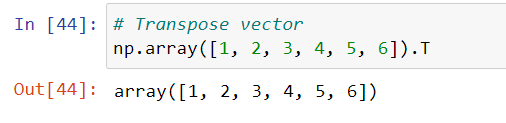 In [44]: # Transpose vector
np.array([1, 2, 3, 4, 5, 6]).T
Out[44]: array([1, 2, 3, 4, 5, 6])